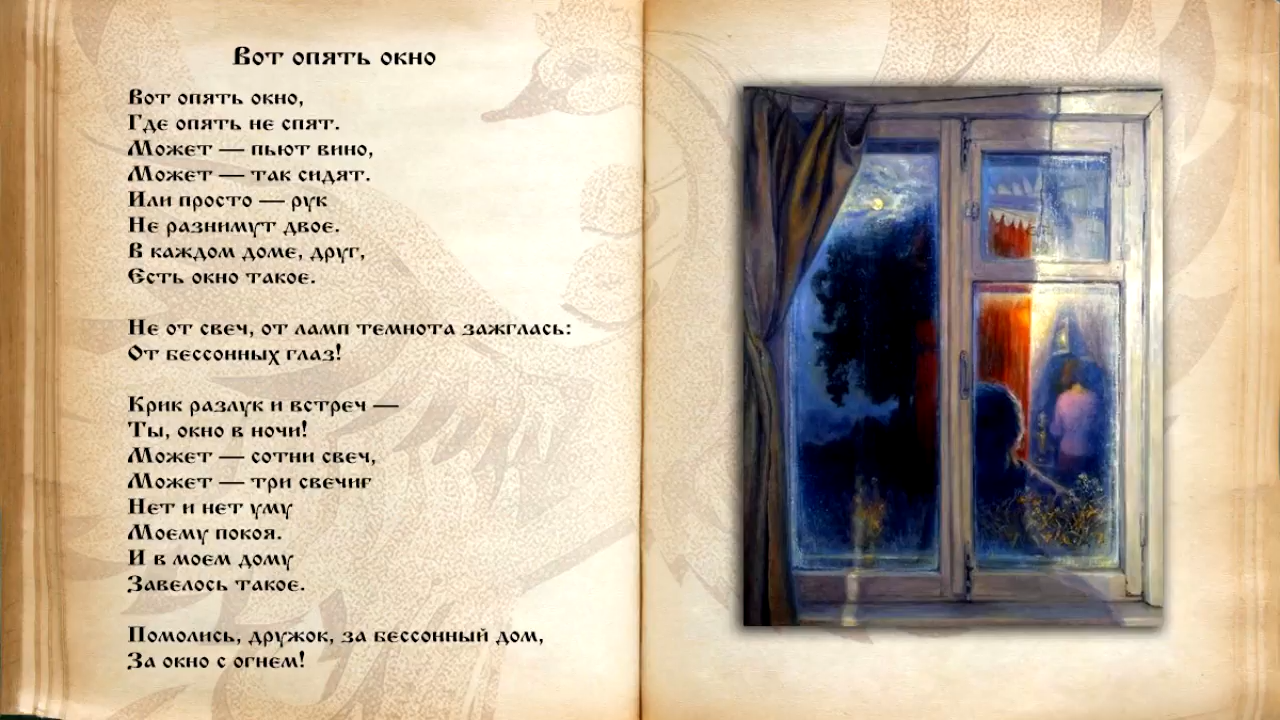 Вот опять окно
Вот опять окно,
Где опять не спят.
Может — пьют вино,
Может — так сидят.
Или просто — рук
Не разнимут двое.
В каждом доме, друг,
Есть окно такое.
Не от свеч, от ламп темнота зажглась:
От бессонных глаз!
Крик разлук и встреч —
Ты, окно в ночи!
Может — сотни свеч,
Может — три свечиг
Нет и нет уму
Моему покоя.
И в моем дому
Завелось такое.
Помолись, дружок, за бессонный дом,
За окно с огнем!